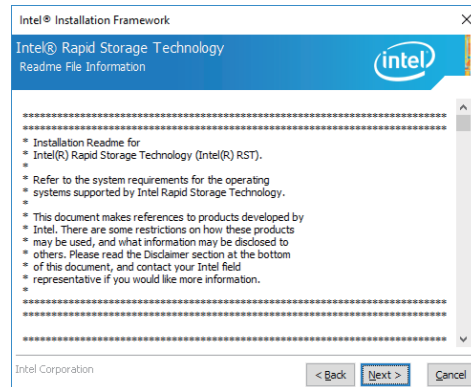 Intel® Installation Framework
Intel® Rapid Storage Technology
Readme File Information
intel
*********************************************************************************
*********************************************************************************
* Installation Readme for
* Intel(R) Rapid Storage Technology (Intel(R) RST).
*
* Refer to the system requirements for the operating
* systems supported by Intel Rapid Storage Technology.
*
* This document makes references to products developed by
* Intel. There are some restrictions on how these products
* may be used, and what information may be disclosed to
* others. Please read the Disclaimer section at the bottom
* of this document, and contact your Intel field
* representative if you would like more information.
*
*********************************************************************************
*********************************************************************************
*********************************************************************************
Intel Corporation
< Back
Next >
Cancel